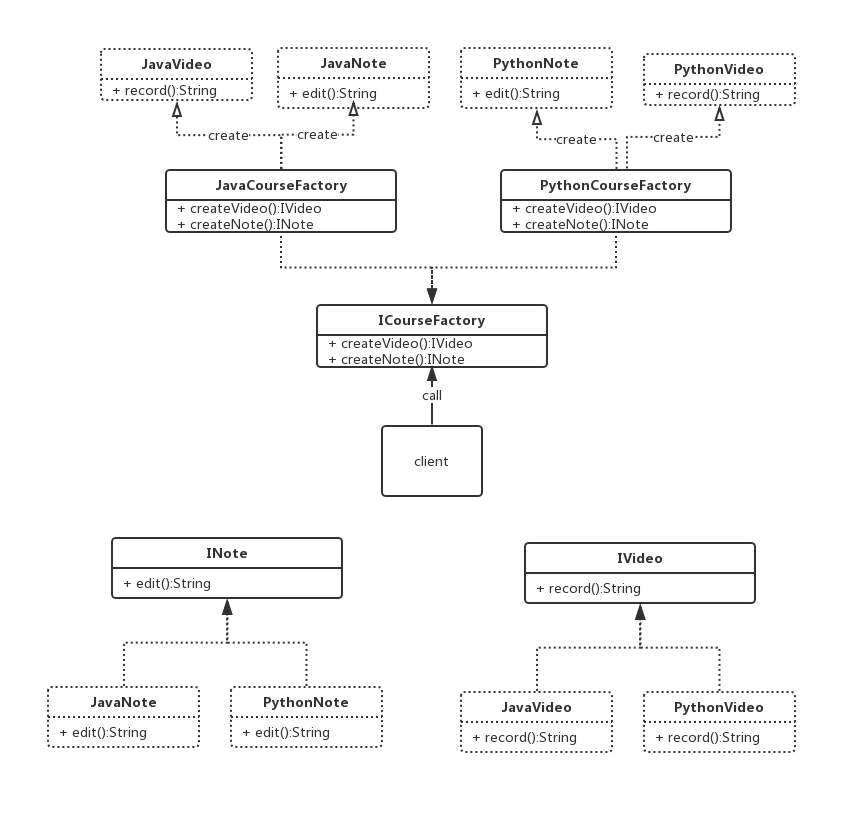 JavaVideo
+ record():String
JavaNote
+ edit():String
PythonNote
+ edit():String
PythonVideo
+ record():String
create
create
create
create
JavaCourseFactory
+ createVideo():IVideo
+ createNote():INote
PythonCourseFactory
+ createVideo():IVideo
+ createNote():INote
ICourseFactory
+ createVideo():IVideo
+ createNote():INote
call
client
INote
+ edit():String
IVideo
+ record():String
JavaNote
+ edit():String
PythonNote
+ edit():String
JavaVideo
+ record():String
PythonVideo
+ record():String